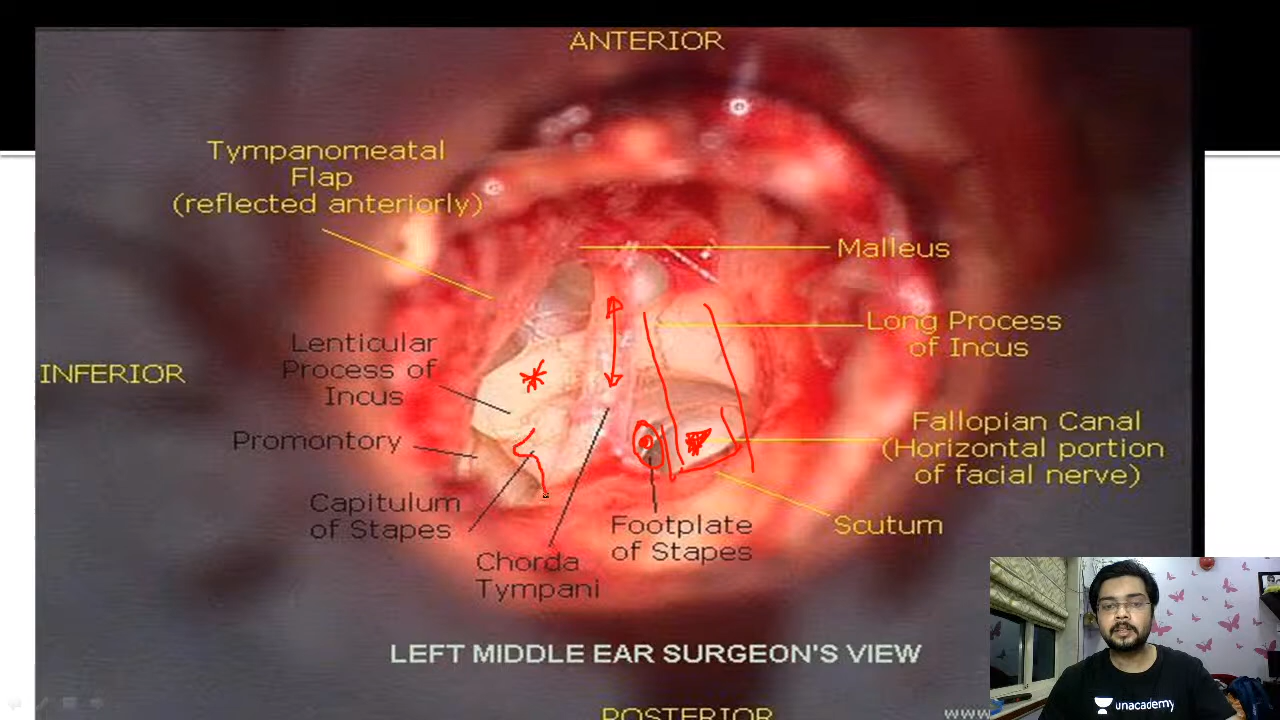 ANTERIOR
Tympanomeatal
Flap
(reflected anteriorly)
Malleus
Long Process
of Incus
Lenticular
Process of
Incus
INFERIOR
Fallopian Canal
(Horizontal portion
of facial nerve)
Promontory
Capitulum
of Stapes
Footplate
of Stapes
Scutum
Chorda
Tympani
LEFT MIDDLE EAR SURGEON'S VIEW
unacademy
POSTERIOR
www